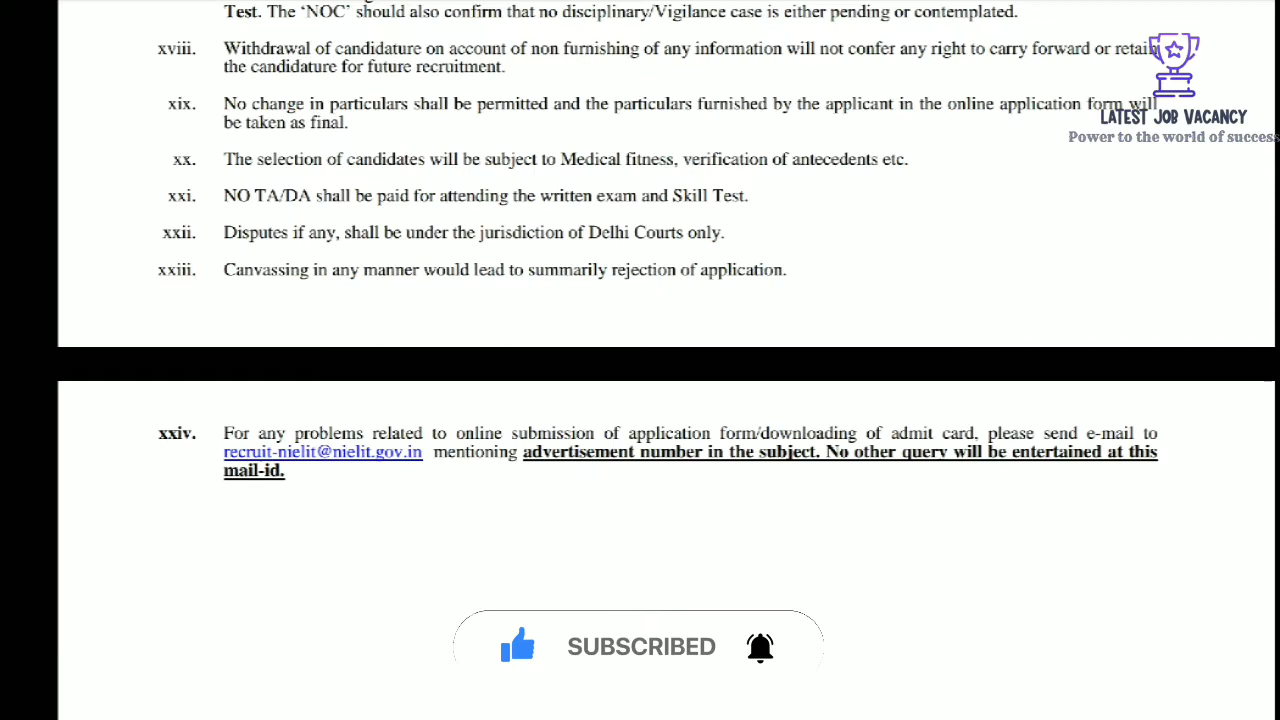 Test. The ‘NOC’ should also confirm that no disciplinary/Vigilance case is either pending or contemplated.
xviii. Withdrawal of candidature on account of non furnishing of any information will not confer any right to carry forward or retain
the candidature for future recruitment.
xix. No change in particulars shall be permitted and the particulars furnished by the applicant in the online application form will
be taken as final.
LATEST JOB VACANCY
Power to the world of success
xx. The selection of candidates will be subject to Medical fitness, verification of antecedents etc.
xxi. NO TA/DA shall be paid for attending the written exam and Skill Test.
xxii. Disputes if any, shall be under the jurisdiction of Delhi Courts only.
xxiii. Canvassing in any manner would lead to summarily rejection of application.
xxiv. For any problems related to online submission of application form/downloading of admit card, please send e-mail to
recruit-nielit@nielit.gov.in mentioning advertisement number in the subject. No other query will be entertained at this
mail-id.
SUBSCRIBED